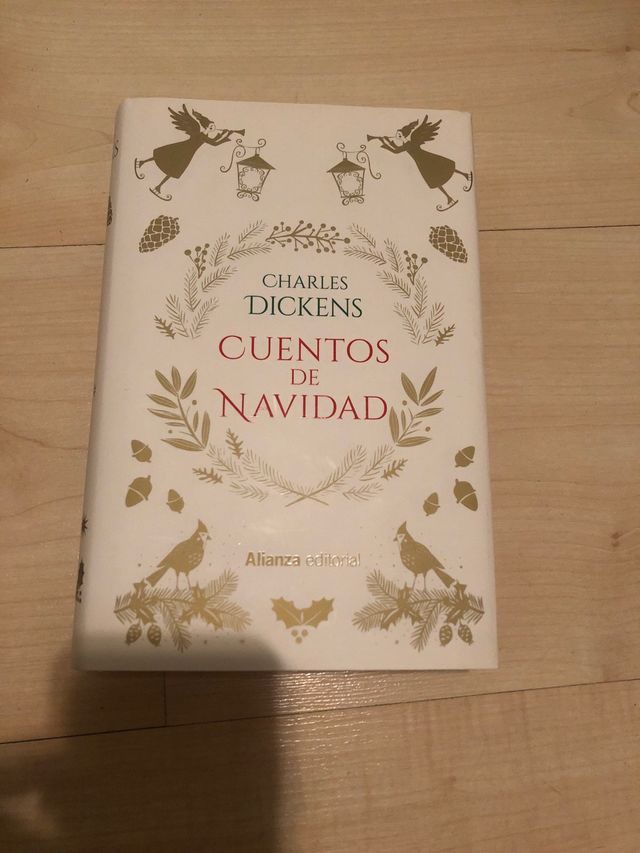 CHARLES
DICKENS
CUENTOS
DE
NAVIDAD
Alianza editorial